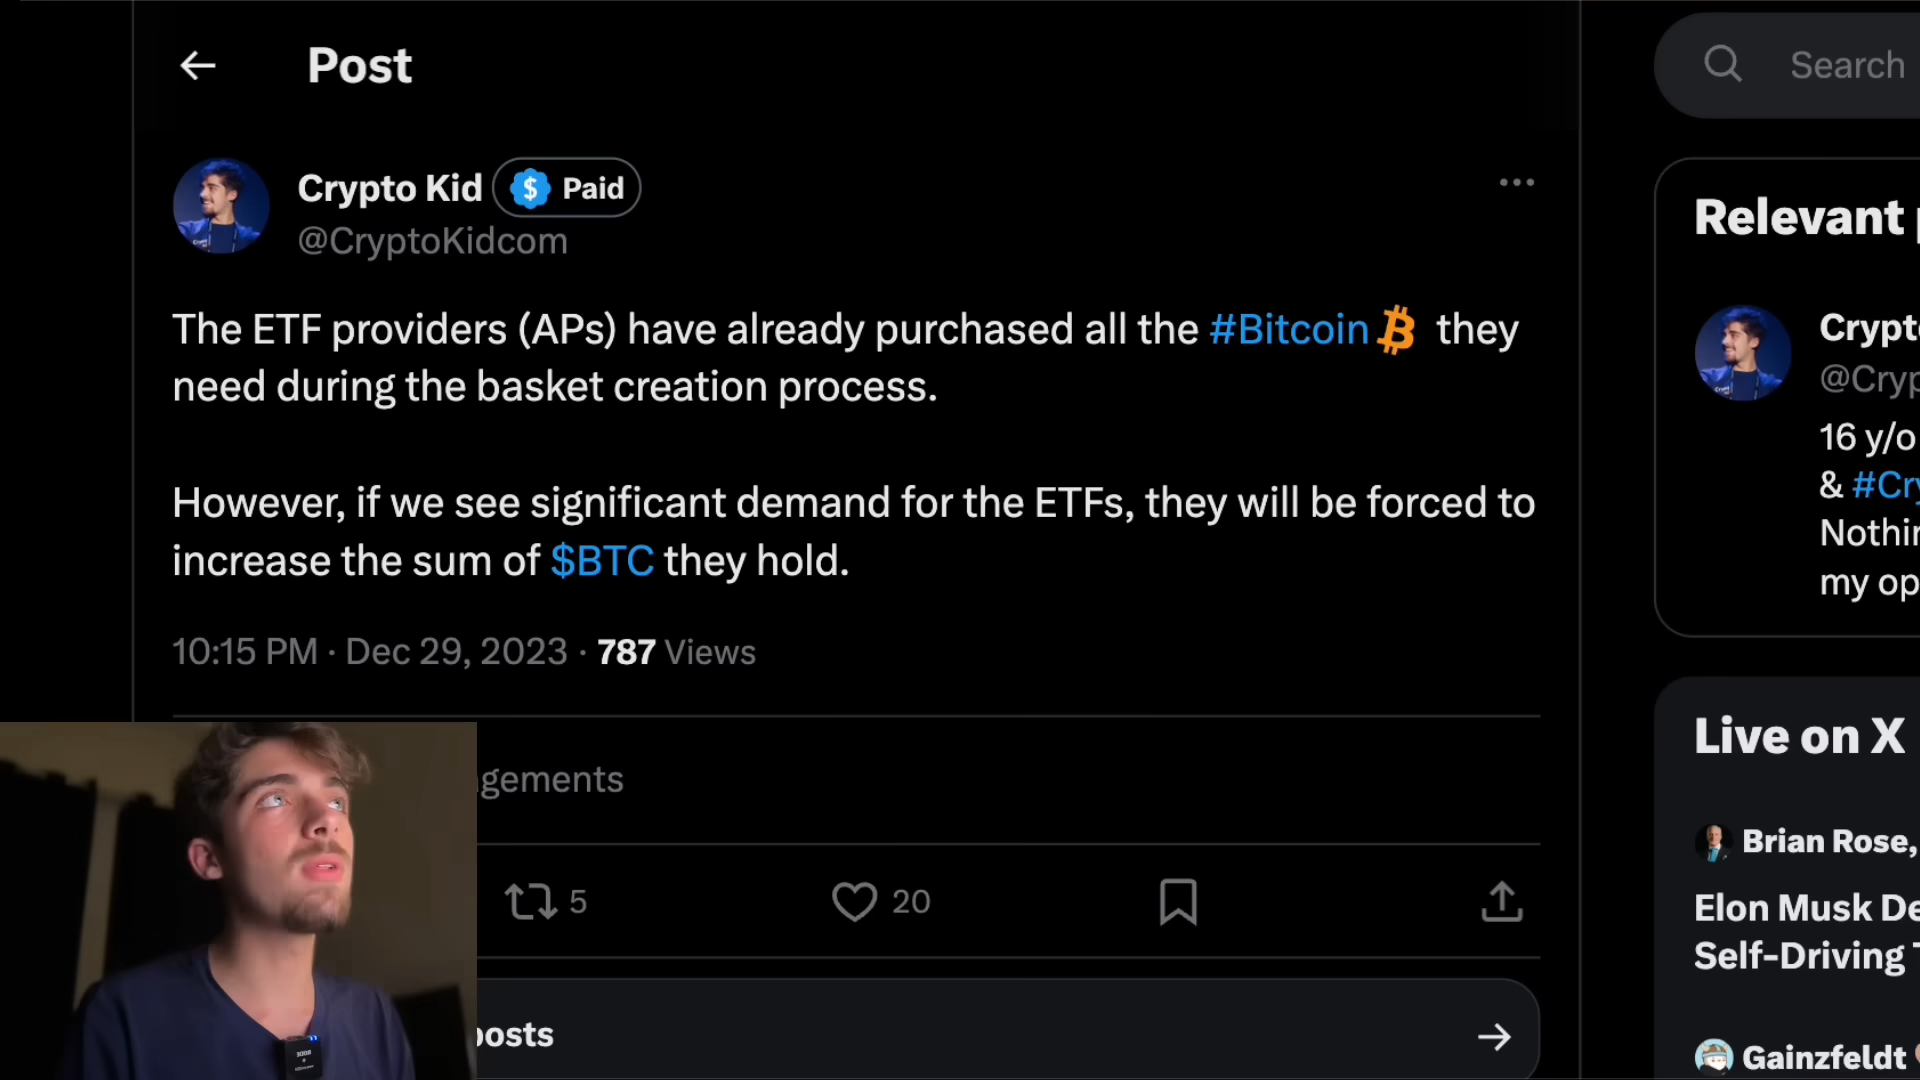 Post
Search
Crypto Kid
Paid
@CryptoKidcom
The ETF providers (APs) have already purchased all the #Bitcoin they
need during the basket creation process.
However, if we see significant demand for the ETFs, they will be forced to
increase the sum of $BTC they hold.
10:15 PM · Dec 29, 2023 · 787 Views
gements
5
20
posts
Relevant
Crypt
@Cryp
16 y/o
& #Cry
Nothin
my op
Live on X
Brian Rose,
Elon Musk De
Self-Driving
Gainzfeldt